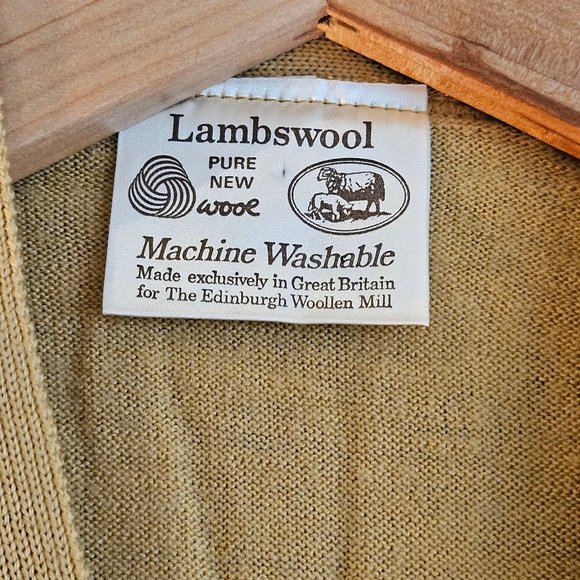 Lambswool
PURE
NEW
wool
Machine Washable
Made exclusively in Great Britain
for The Edinburgh Woollen Mill